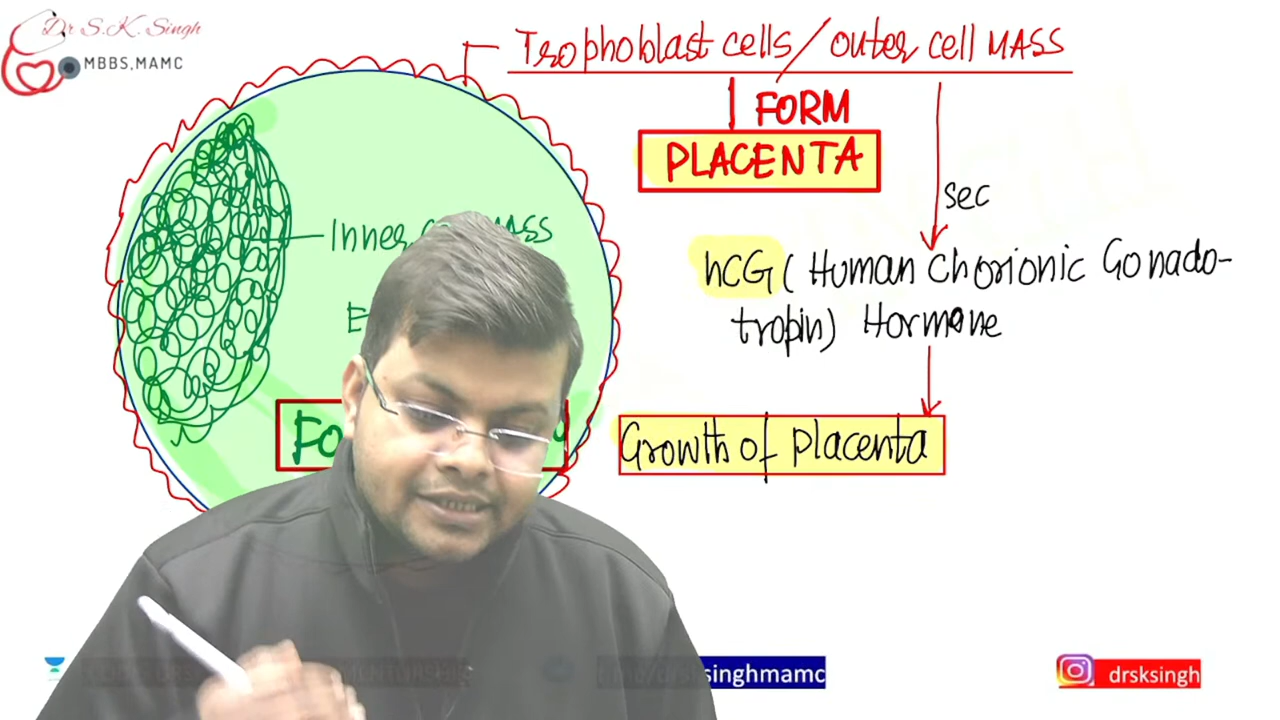 Dr S.K. Singh
MBBS,MAMC
Trophoblast cells/outer cell MASS
FORM
PLACENTA
sec
hCG (Human Chorionic Gonado-
tropin) Hormone
Growth of placenta
Inner MASS
singhmamc
drsksingh